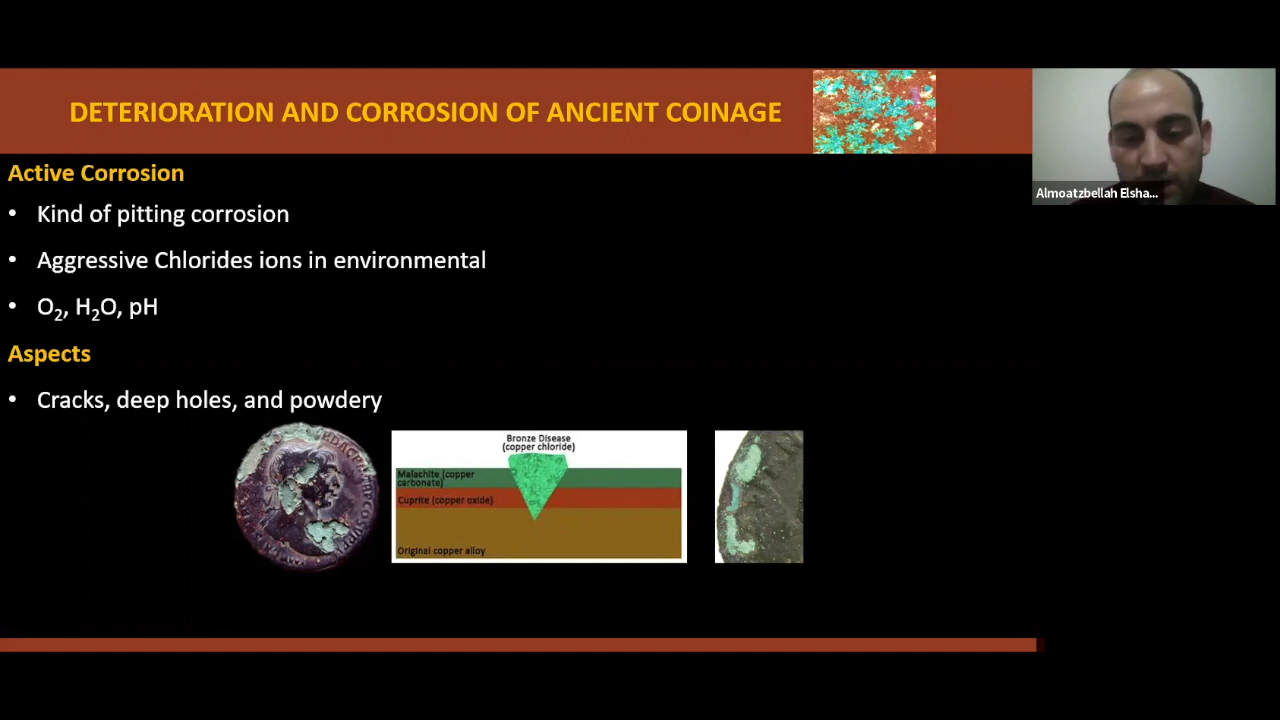 DETERIORATION AND CORROSION OF ANCIENT COINAGE
Almoatzbellah Elsha...
Active Corrosion
• Kind of pitting corrosion
• Aggressive Chlorides ions in environmental
• O₂, H₂O, pH
Aspects
• Cracks, deep holes, and powdery
Bronze Disease
(copper chloride)
Malachite (copper
carbonate)
Cuprite (copper oxide)
Original copper alloy